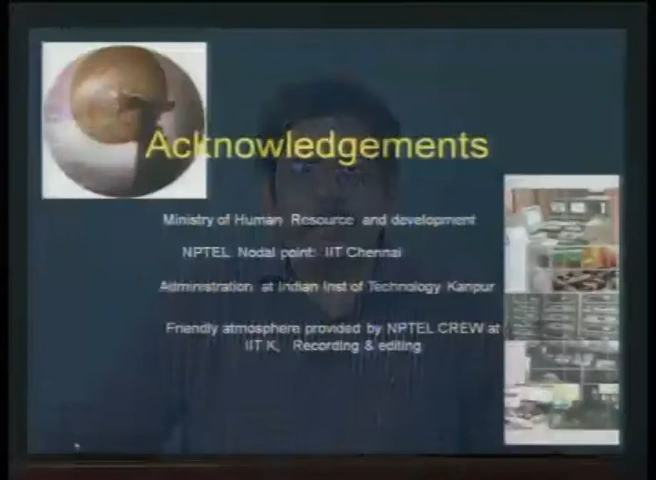 Acknowledgements
Ministry of Human Resource and development
NPTEL Nodal point: IIT Chennai
Administration at Indian Inst of Technology Kanpur
Friendly atmosphere provided by NPTEL CREW at
IIT K, Recording & editing